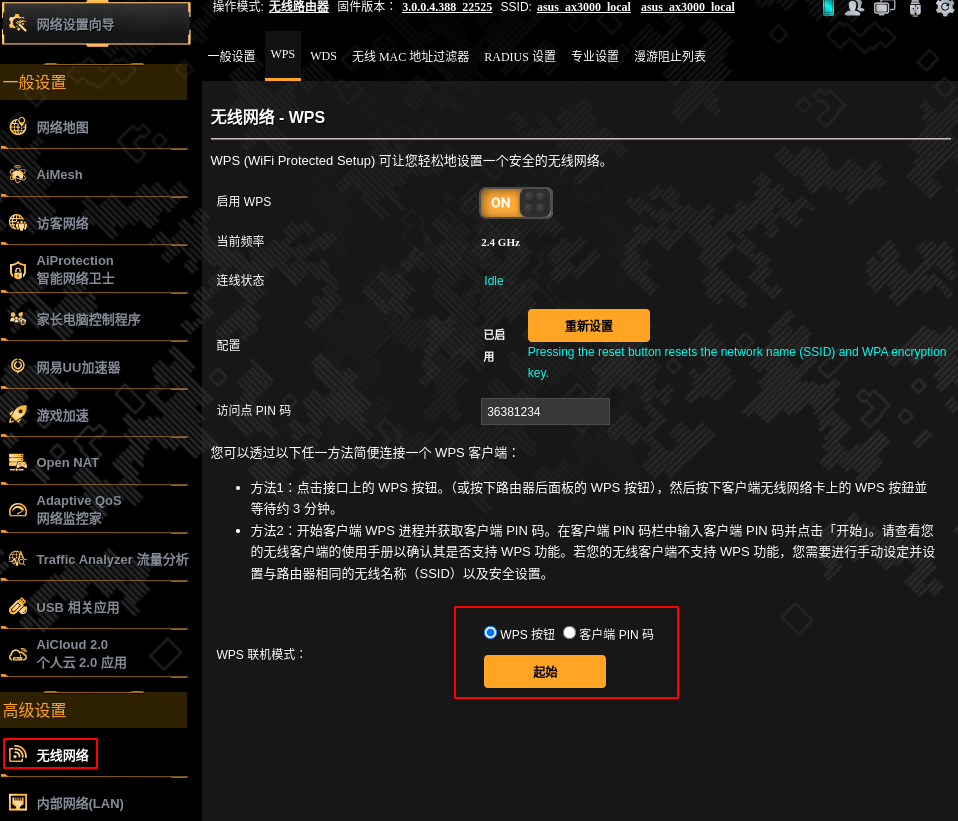 操作模式: 无线路由器 固件版本： 3.0.0.4.388_22525 SSID: asus_ax3000_local asus_ax3000_local
网络设置向导
一般设置
网络地图
AiMesh
访客网络
AiProtection
智能网络卫士
家长电脑控制程序
网易UU加速器
游戏加速
Open NAT
Adaptive QoS
网络监控家
Traffic Analyzer 流量分析
USB 相关应用
AiCloud 2.0
个人云 2.0 应用
高级设置
无线网络
内部网络(LAN)
一般设置 WPS WDS 无线 MAC 地址过滤器 RADIUS 设置 专业设置 漫游阻止列表
无线网络 - WPS
WPS (WiFi Protected Setup) 可让您轻松地设置一个安全的无线网络。
启用 WPS ON
当前频率 2.4 GHz
连线状态 Idle
配置
已启
用
重新设置
Pressing the reset button resets the network name (SSID) and WPA encryption
key.
访问点 PIN 码 36381234
您可以透过以下任一方法简便连接一个 WPS 客户端：
• 方法1：点击接口上的 WPS 按钮。（或按下路由器后面板的 WPS 按钮），然后按下客户端无线网络卡上的 WPS 按鈕並
等待约 3 分钟。
• 方法2：开始客户端 WPS 进程并获取客户端 PIN 码。在客户端 PIN 码栏中输入客户端 PIN 码并点击「开始」。请查看您
的无线客户端的使用手册以确认其是否支持 WPS 功能。若您的无线客户端不支持 WPS 功能，您需要进行手动设定并设
置与路由器相同的无线名称（SSID）以及安全设置。
WPS 联机模式：
WPS 按钮 客户端 PIN 码
起始